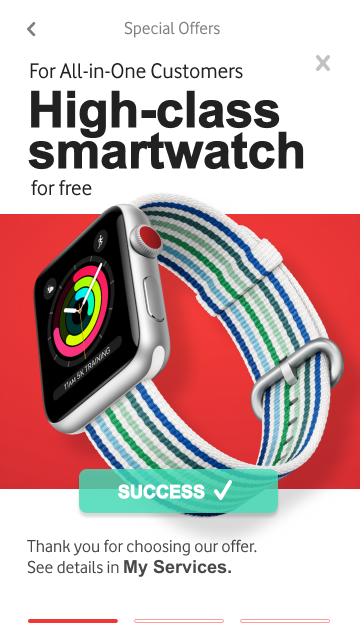 Special Offers
For All-in-One Customers
High-class
smartwatch
for free
11AM 5K TRAINING
SUCCESS
Thank you for choosing our offer.
See details in My Services.